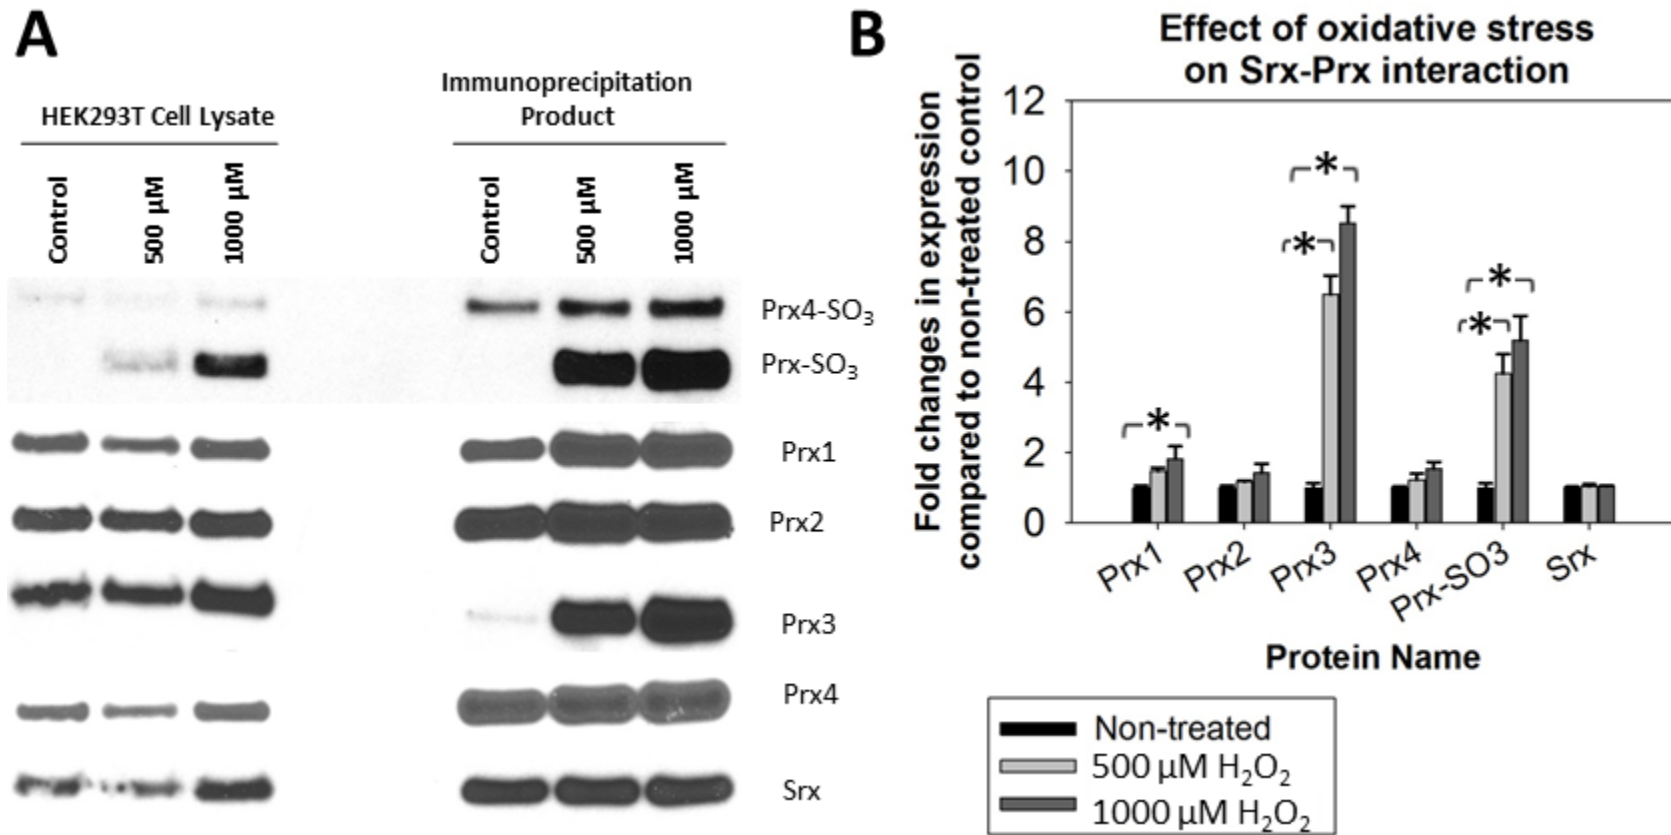 A
HEK293T Cell Lysate
Immunoprecipitation
Product
Control
500 µM
1000 µM
Control
500 µM
1000 µM
Prx4-SO₃
Prx-SO₃
Prx1
Prx2
Prx3
Prx4
Srx
B
Effect of oxidative stress
on Srx-Prx interaction
Fold changes in expression
compared to non-treated control
12
10
8
6
4
2
0
*
*
*
*
*
Prx1
Prx2
Prx3
Prx4
Prx-SO3
Srx
Protein Name
Non-treated
500 µM H₂O₂
1000 µM H₂O₂